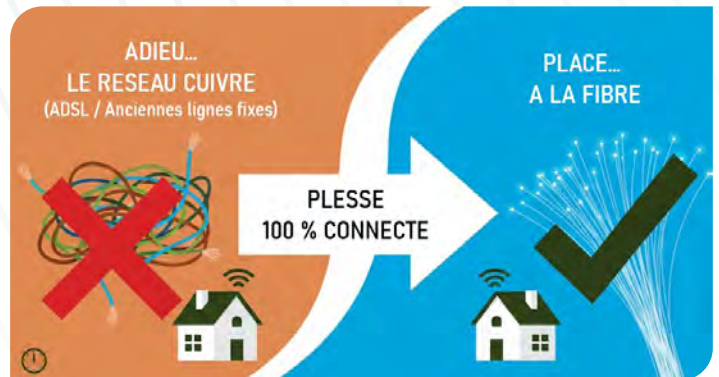 ADIEU...
LE RESEAU CUIVRE
(ADSL / Anciennes lignes fixes)
PLESSE
100 % CONNECTE
PLACE...
A LA FIBRE